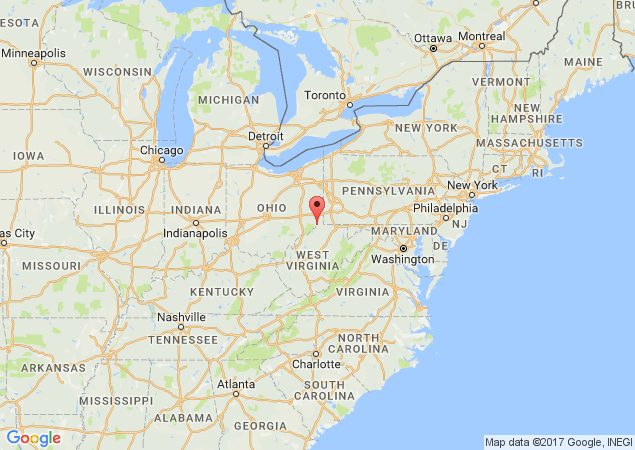 Ottawa
Montreal
Minneapolis
ESOTA
MAINE
BRU
WISCONSIN
VERMONT
Toronto
MICHIGAN
NEW
HAMPSHIRE
NEW YORK
Detroit
MASSACHUSETTS
Chicago
IOWA
CT
RI
New York
PENNSYLVANIA
ILLINOIS
INDIANA
OHIO
Philadelphia
Indianapolis
NJ
MARYLAND
as City
DE
WEST
VIRGINIA
Washington
KENTUCKY
VIRGINIA
MISSOURI
Nashville
TENNESSEE
NORTH
CAROLINA
ARKANSAS
Charlotte
Atlanta
SOUTH
CAROLINA
MISSISSIPPI
ALABAMA
GEORGIA
Google
Map data ©2017 Google, INEGI